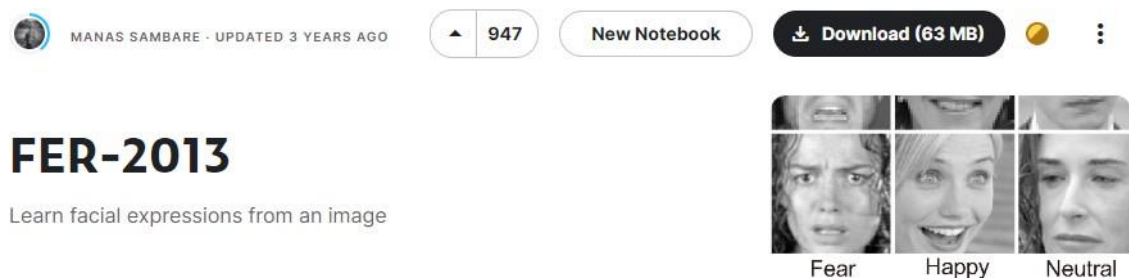 MANAS SAMBARE · UPDATED 3 YEARS AGO
947
New Notebook
Download (63 MB)
FER-2013
Learn facial expressions from an image
Fear
Happy
Neutral